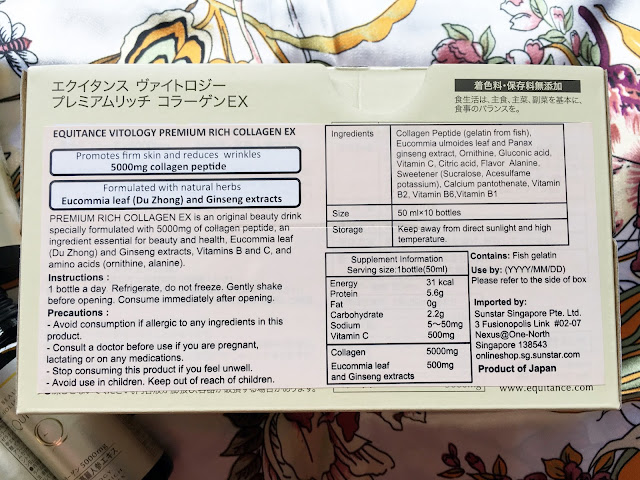 エクイタンス ヴァイトロジー
プレミアムリッチ コラーゲンEX
着色料・保存料無添加
食生活は、主食、主菜、副菜を基本に、
食事のバランスを。
EQUITANCE VITOLOGY PREMIUM RICH COLLAGEN EX
Promotes firm skin and reduces wrinkles
5000mg collagen peptide
Formulated with natural herbs
Eucommia leaf (Du Zhong) and Ginseng extracts
PREMIUM RICH COLLAGEN EX is an original beauty drink
specially formulated with 5000mg of collagen peptide, an
ingredient essential for beauty and health, Eucommia leaf
(Du Zhong) and Ginseng extracts, Vitamins B and C, and
amino acids (ornithine, alanine).
Instructions :
1 bottle a day Refrigerate, do not freeze. Gently shake
before opening. Consume immediately after opening.
Precautions :
- Avoid consumption if allergic to any ingredients in this
product.
- Consult a doctor before use if you are pregnant,
lactating or on any medications.
- Stop consuming this product if you feel unwell.
- Avoid use in children. Keep out of reach of children.
Ingredients
Collagen Peptide (gelatin from fish),
Eucommia ulmoides leaf and Panax
ginseng extract, Ornithine, Gluconic acid,
Vitamin C, Citric acid, Flavor Alanine.
Sweetener (Sucralose, Acesulfame
potassium), Calcium pantothenate, Vitamin
B2, Vitamin B6,Vitamin B1
Size 50 ml×10 bottles
Storage Keep away from direct sunlight and high
temperature.
Supplement Information
Serving size:1bottle(50ml)
Energy 31 kcal
Protein 5.6g
Fat 0g
Carbohydrate 2.2g
Sodium 5～50mg
Vitamin C 500mg
Collagen 5000mg
Eucommia leaf 500mg
and Ginseng extracts
Contains: Fish gelatin
Use by: (YYYY/MM/DD)
Please refer to the side of box
Imported by:
Sunstar Singapore Pte. Ltd.
3 Fusionopolis Link #02-07
Nexus@One-North
Singapore 138543
onlineshop.sg.sunstar.com
Product of Japan
www.equitance.com